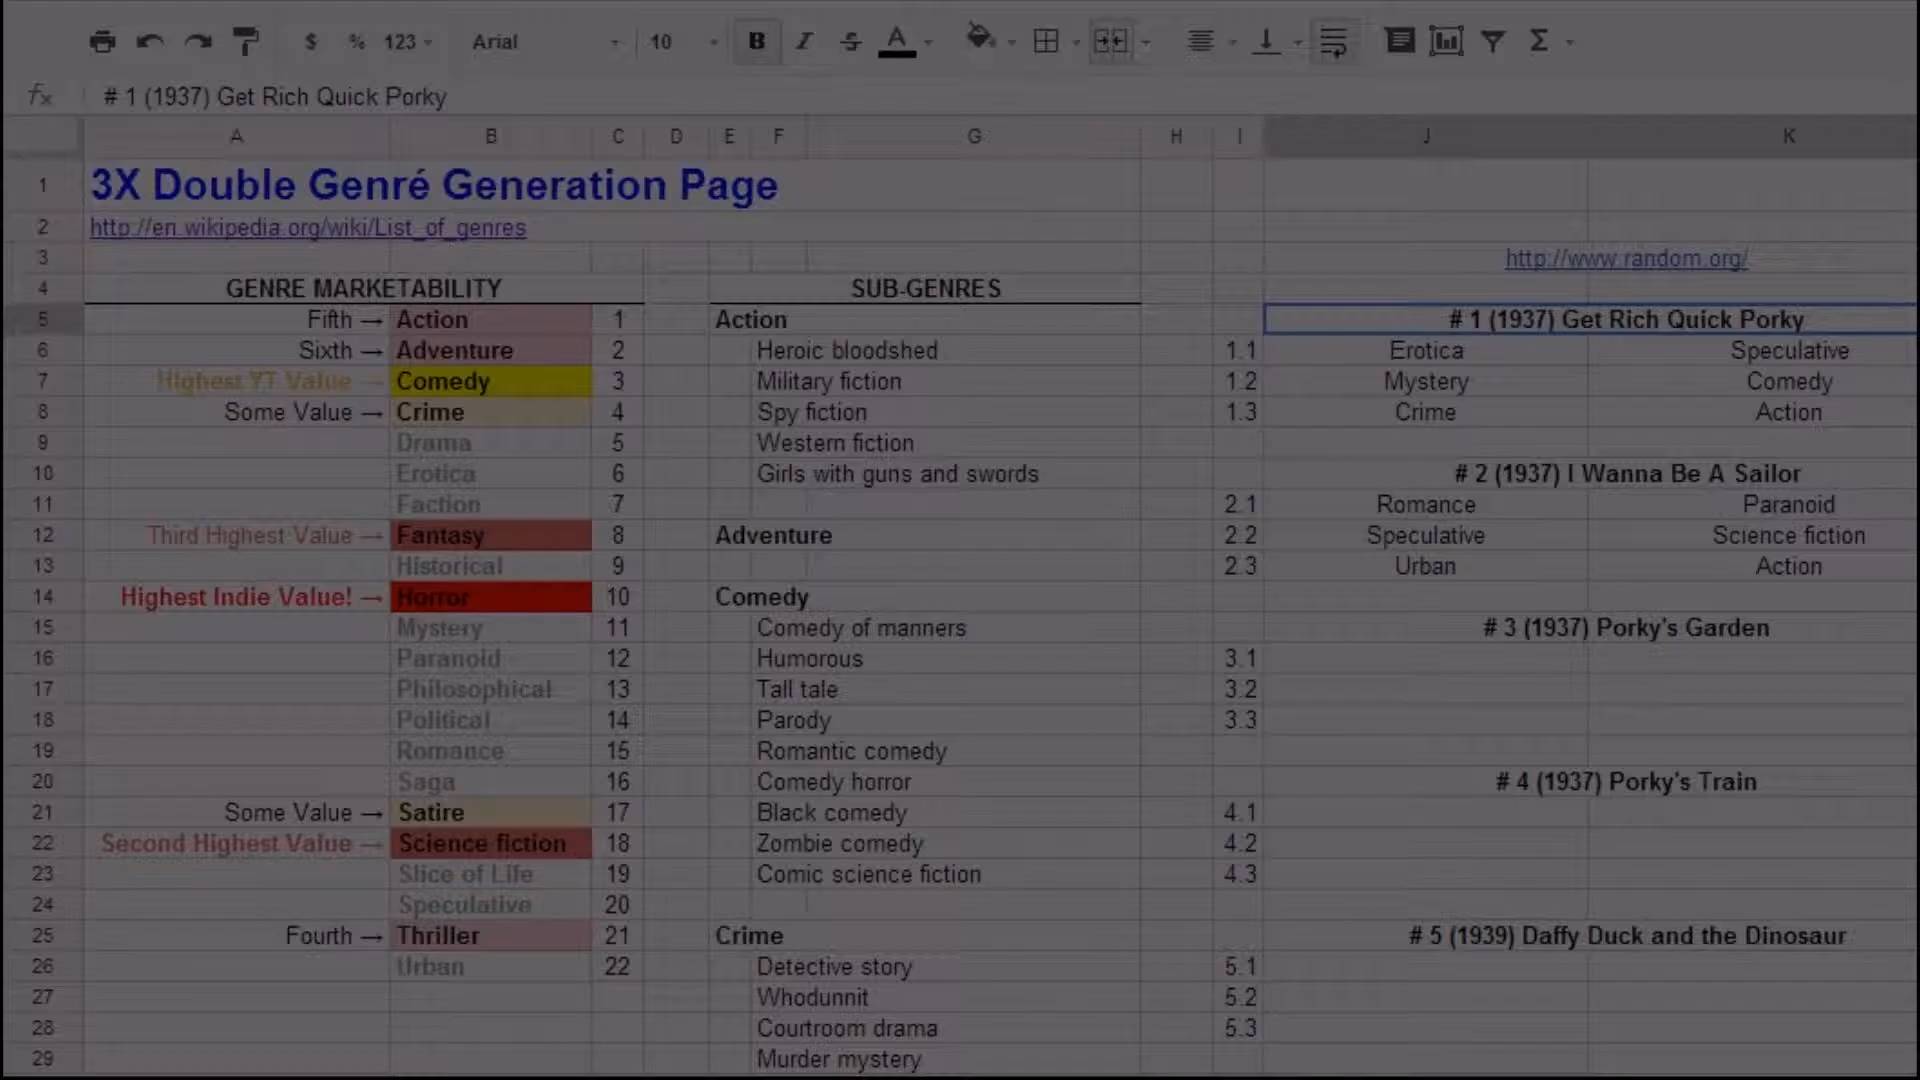 $ % 123 Arial 10 B I S A Σ
fx # 1 (1937) Get Rich Quick Porky
A B C D E F G H I J K
1 3X Double Genré Generation Page
2 http://en.wikipedia.org/wiki/List_of_genres
3 http://www.random.org/
4 GENRE MARKETABILITY SUB-GENRES
5 Fifth → Action 1 Action # 1 (1937) Get Rich Quick Porky
6 Sixth → Adventure 2 Heroic bloodshed 1.1 Erotica Speculative
7 Highest YT Value → Comedy 3 Military fiction 1.2 Mystery Comedy
8 Some Value → Crime 4 Spy fiction 1.3 Crime Action
9 Drama 5 Western fiction
10 Erotica 6 Girls with guns and swords # 2 (1937) I Wanna Be A Sailor
11 Faction 7 2.1 Romance Paranoid
12 Third Highest Value → Fantasy 8 Adventure 2.2 Speculative Science fiction
13 Historical 9 2.3 Urban Action
14 Highest Indie Value! → Horror 10 Comedy
15 Mystery 11 Comedy of manners # 3 (1937) Porky's Garden
16 Paranoid 12 Humorous 3.1
17 Philosophical 13 Tall tale 3.2
18 Political 14 Parody 3.3
19 Romance 15 Romantic comedy
20 Saga 16 Comedy horror # 4 (1937) Porky's Train
21 Some Value → Satire 17 Black comedy 4.1
22 Second Highest Value → Science fiction 18 Zombie comedy 4.2
23 Slice of Life 19 Comic science fiction 4.3
24 Speculative 20
25 Fourth → Thriller 21 Crime # 5 (1939) Daffy Duck and the Dinosaur
26 Urban 22 Detective story 5.1
27 Whodunnit 5.2
28 Courtroom drama 5.3
29 Murder mystery